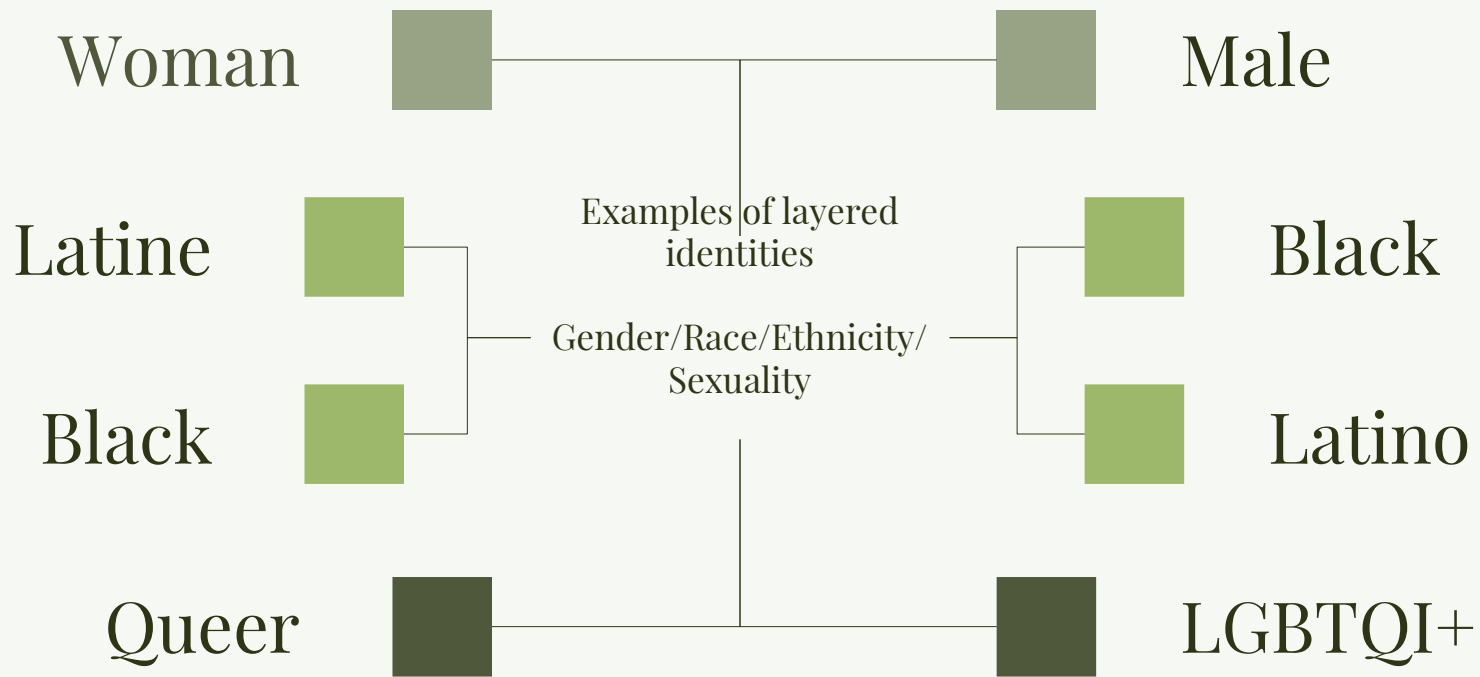 Woman
Male
Examples of layered
identities
Latine
Black
Gender/Race/Ethnicity/
Sexuality
Black
Latino
Queer
LGBTQI+